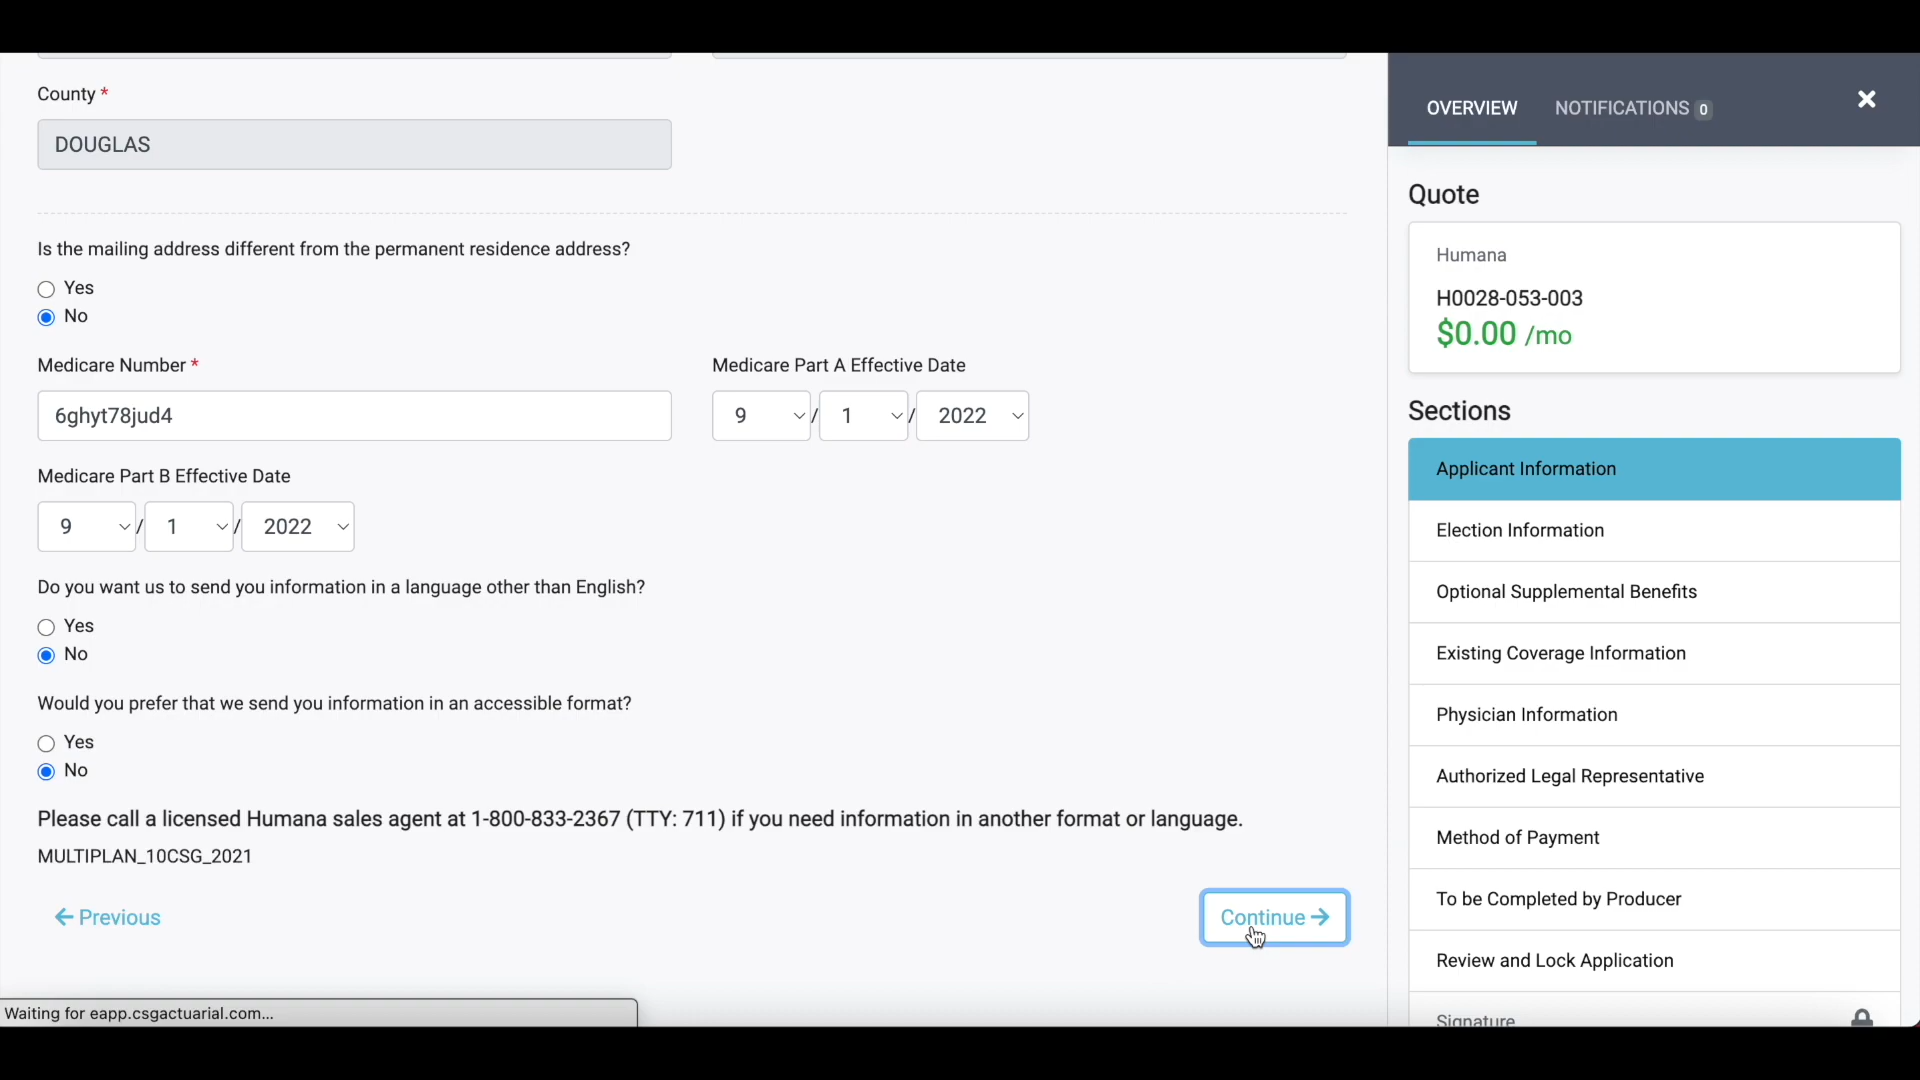 County *
DOUGLAS
Is the mailing address different from the permanent residence address?
Yes
No
Medicare Number *
Medicare Part A Effective Date
6ghyt78jud4
9 / 1 / 2022
Medicare Part B Effective Date
9 / 1 / 2022
Do you want us to send you information in a language other than English?
Yes
No
Would you prefer that we send you information in an accessible format?
Yes
No
Please call a licensed Humana sales agent at 1-800-833-2367 (TTY: 711) if you need information in another format or language.
MULTIPLAN_10CSG_2021
Previous
Continue
Waiting for eapp.csgactuarial.com...
OVERVIEW
NOTIFICATIONS 0
Quote
Humana
H0028-053-003
$0.00 /mo
Sections
Applicant Information
Election Information
Optional Supplemental Benefits
Existing Coverage Information
Physician Information
Authorized Legal Representative
Method of Payment
To be Completed by Producer
Review and Lock Application
Signature